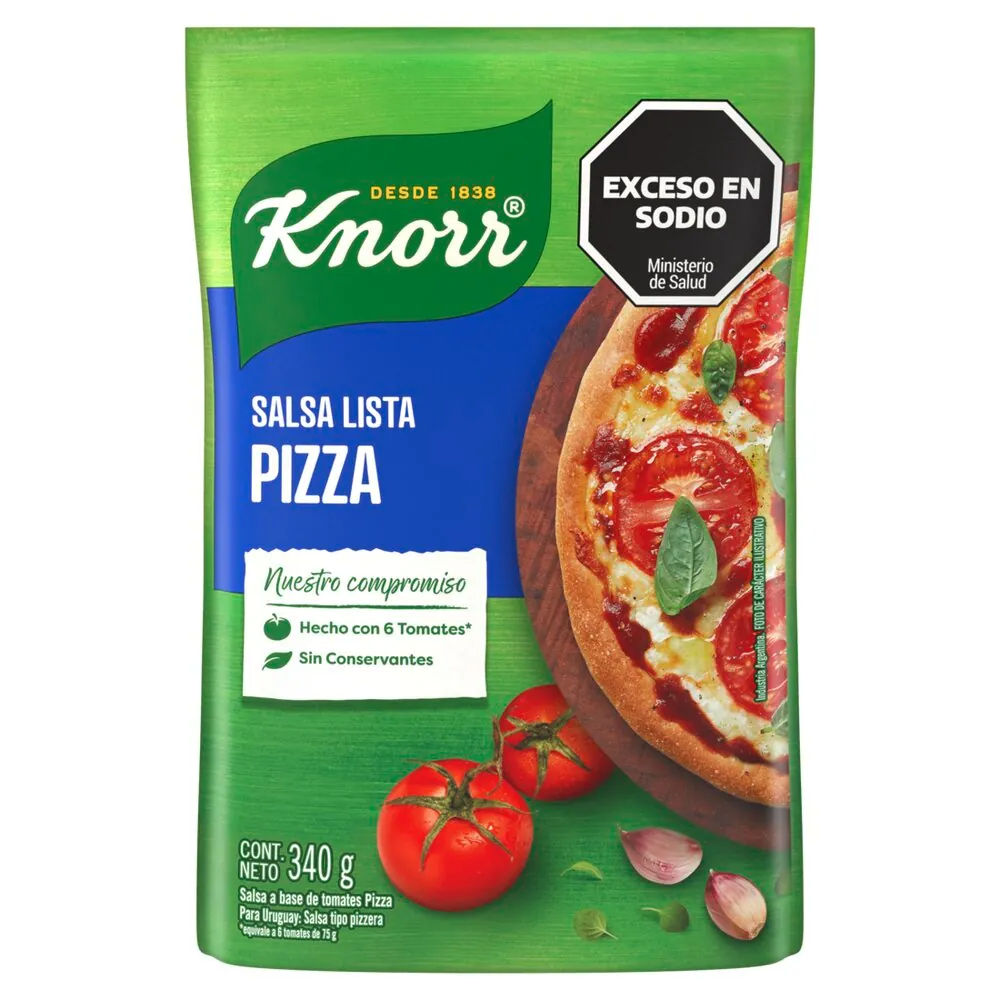 DESDE 1838
Knorr®
EXCESO EN
SODIO
Ministerio
de Salud
SALSA LISTA
PIZZA
Nuestro compromiso
Hecho con 6 Tomates*
Sin Conservantes
Industria Argentina. FOTO DE CARÁCTER ILUSTRATIVO
CONT.
NETO 340 g
Salsa a base de tomates Pizza
Para Uruguay: Salsa tipo pizzera
*equivale a 6 tomates de 75 g